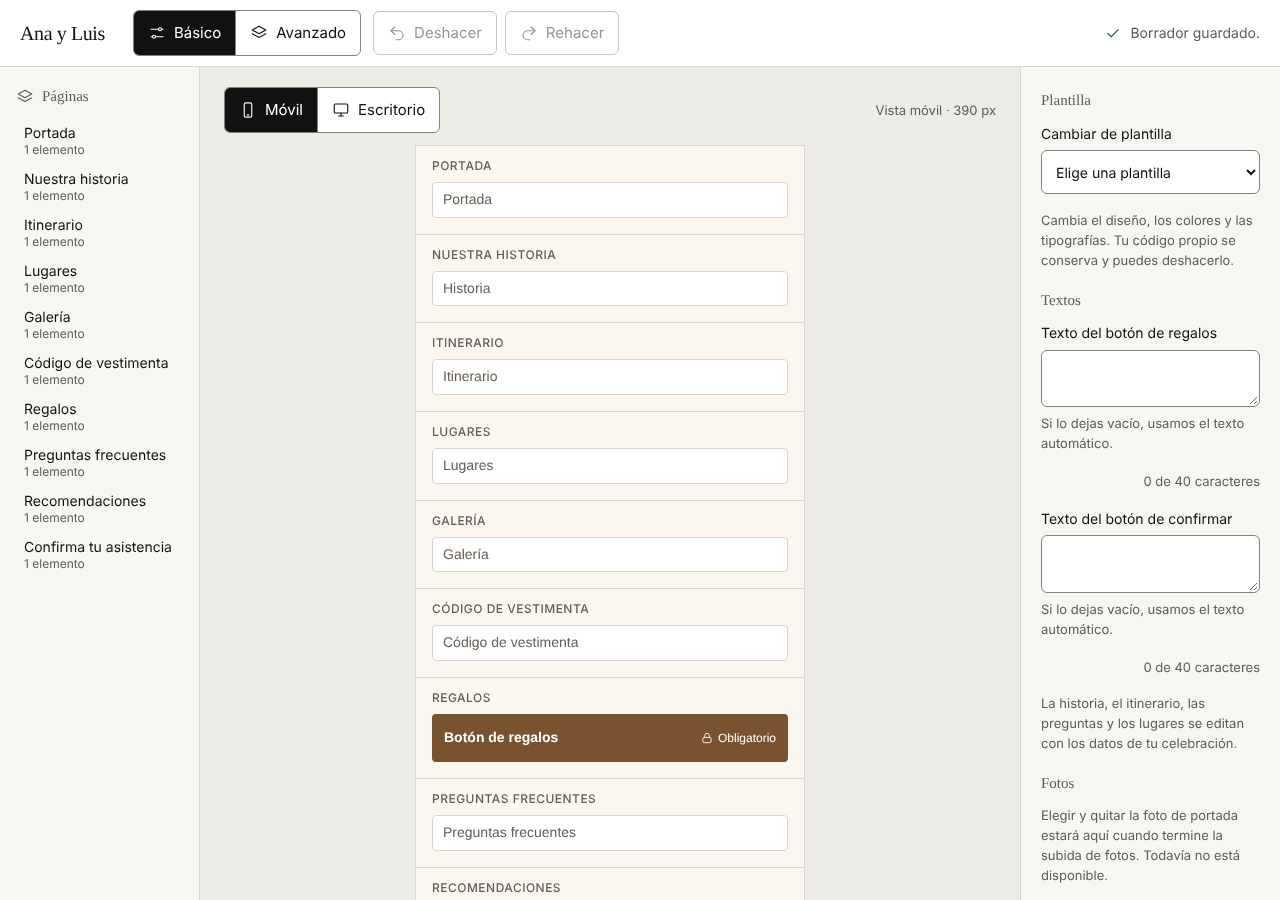 Ana y Luis
Básico
Avanzado
Deshacer
Rehacer
Borrador guardado.
Páginas
Portada
1 elemento
Nuestra historia
1 elemento
Itinerario
1 elemento
Lugares
1 elemento
Galería
1 elemento
Código de vestimenta
1 elemento
Regalos
1 elemento
Preguntas frecuentes
1 elemento
Recomendaciones
1 elemento
Confirma tu asistencia
1 elemento
Móvil
Escritorio
Vista móvil · 390 px
PORTADA
Portada
NUESTRA HISTORIA
Historia
ITINERARIO
Itinerario
LUGARES
Lugares
GALERÍA
Galería
CÓDIGO DE VESTIMENTA
Código de vestimenta
REGALOS
Botón de regalos
Obligatorio
PREGUNTAS FRECUENTES
Preguntas frecuentes
RECOMENDACIONES
Plantilla
Cambiar de plantilla
Elige una plantilla
Cambia el diseño, los colores y las
tipografías. Tu código propio se
conserva y puedes deshacerlo.
Textos
Texto del botón de regalos
Si lo dejas vacío, usamos el texto
automático.
0 de 40 caracteres
Texto del botón de confirmar
Si lo dejas vacío, usamos el texto
automático.
0 de 40 caracteres
La historia, el itinerario, las
preguntas y los lugares se editan
con los datos de tu celebración.
Fotos
Elegir y quitar la foto de portada
estará aquí cuando termine la
subida de fotos. Todavía no está
disponible.